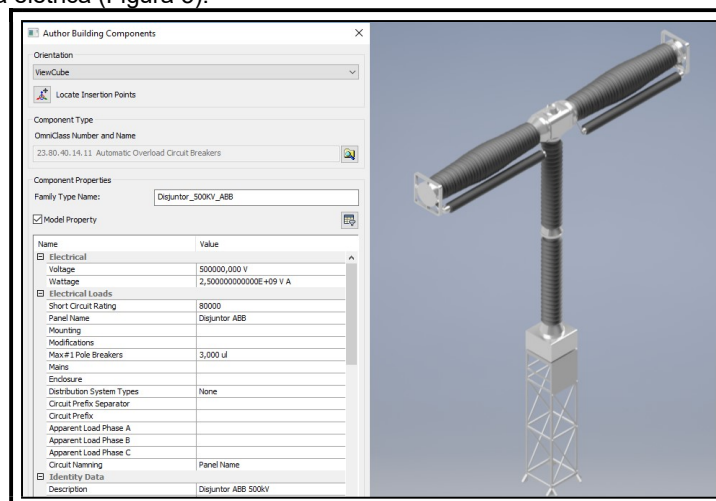 Author Building Components
Orientation
ViewCube
Locate Insertion Points
Component Type
OmniClass Number and Name
23.80.40.14.11 Automatic Overload Circuit Breakers
Component Properties
Family Type Name: Disjuntor_500KV_ABB
Model Property
Name Value
Electrical
Voltage 500000,000 V
Wattage 2,500000000000E+09 V A
Electrical Loads
Short Circuit Rating 80000
Panel Name Disjuntor ABB
Mounting
Modifications
Max#1 Pole Breakers 3,000 ul
Mains
Enclosure
Distribution System Types None
Circuit Prefix Separator
Circuit Prefix
Apparent Load Phase A
Apparent Load Phase B
Apparent Load Phase C
Circuit Namning Panel Name
Identity Data
Description Disjuntor ABB 500kV